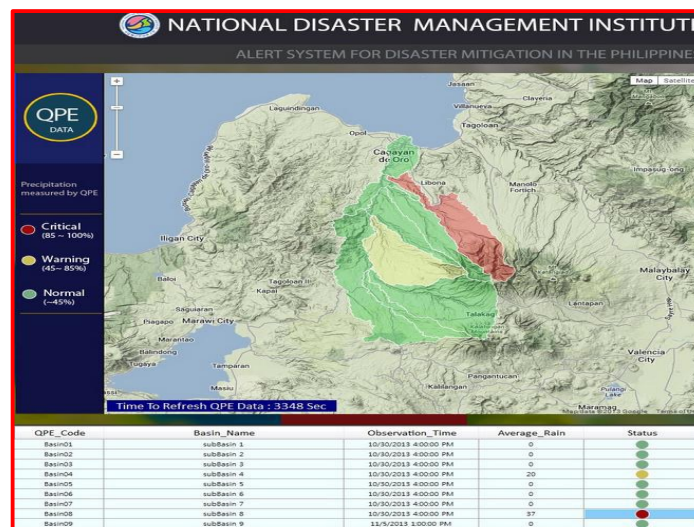 NATIONAL DISASTER MANAGEMENT INSTITUT
ALERT SYSTEM FOR DISASTER MITIGATION IN THE PHILIPPINE
QPE
DATA
Precipitation
measured by QPE
Critical
(85 ~ 100%)
Warning
(45~ 85%)
Normal
(~45%)
Map Satellite
Jasaan
Laguindingan
Villanueva
Claveria
Opol
Tagoloan
Cagayan
de Oro
Impasug-ong
Libona
Manolo
Fortich
Iligan City
Malaybalay
City
Baloi
Tagoloan II
Kapai
Lantapan
Saguiaran
Talakag
Marawi City
Marantao
Balindong
Valencia
City
Tugaya
Tamparan
Pangantucan
Masiu
Kalilangan
Pulangi
Lake
Maramag
Time To Refresh QPE Data : 3348 Sec
QPE_Code Basin_Name Observation_Time Average_Rain Status
Basin01 subBasin 1 10/30/2013 4:00:00 PM 0
Basin02 subBasin 2 10/30/2013 4:00:00 PM 0
Basin03 subBasin 3 10/30/2013 4:00:00 PM 0
Basin04 subBasin 4 10/30/2013 4:00:00 PM 20
Basin05 subBasin 5 10/30/2013 4:00:00 PM 0
Basin06 subBasin 6 10/30/2013 4:00:00 PM 0
Basin07 subBasin 7 10/30/2013 4:00:00 PM 0
Basin08 subBasin 8 10/30/2013 4:00:00 PM 37
Basin09 subBasin 9 11/5/2013 1:00:00 PM 0